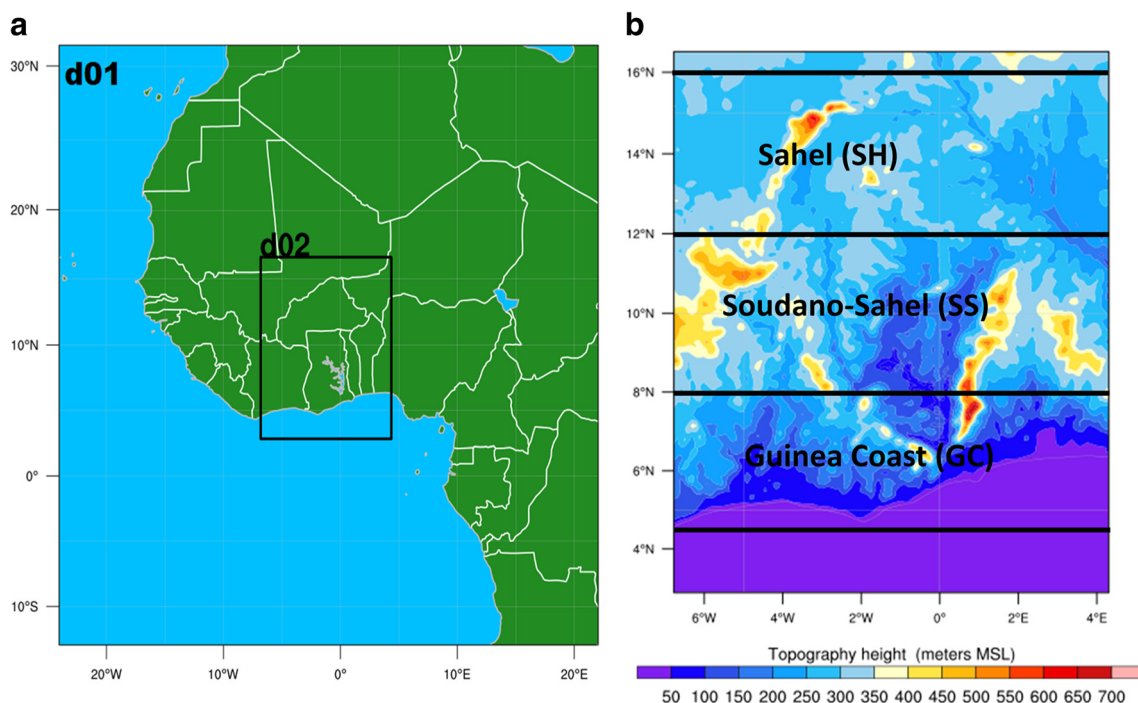 a
d01
d02
30°N
20°N
10°N
0°
10°S
20°W
10°W
0°
10°E
20°E
b
16°N
14°N
12°N
10°N
8°N
6°N
4°N
Sahel (SH)
Soudano-Sahel (SS)
Guinea Coast (GC)
6°W
4°W
2°W
0°
2°E
4°E
Topography height (meters MSL)
50 100 150 200 250 300 350 400 450 500 550 600 650 700